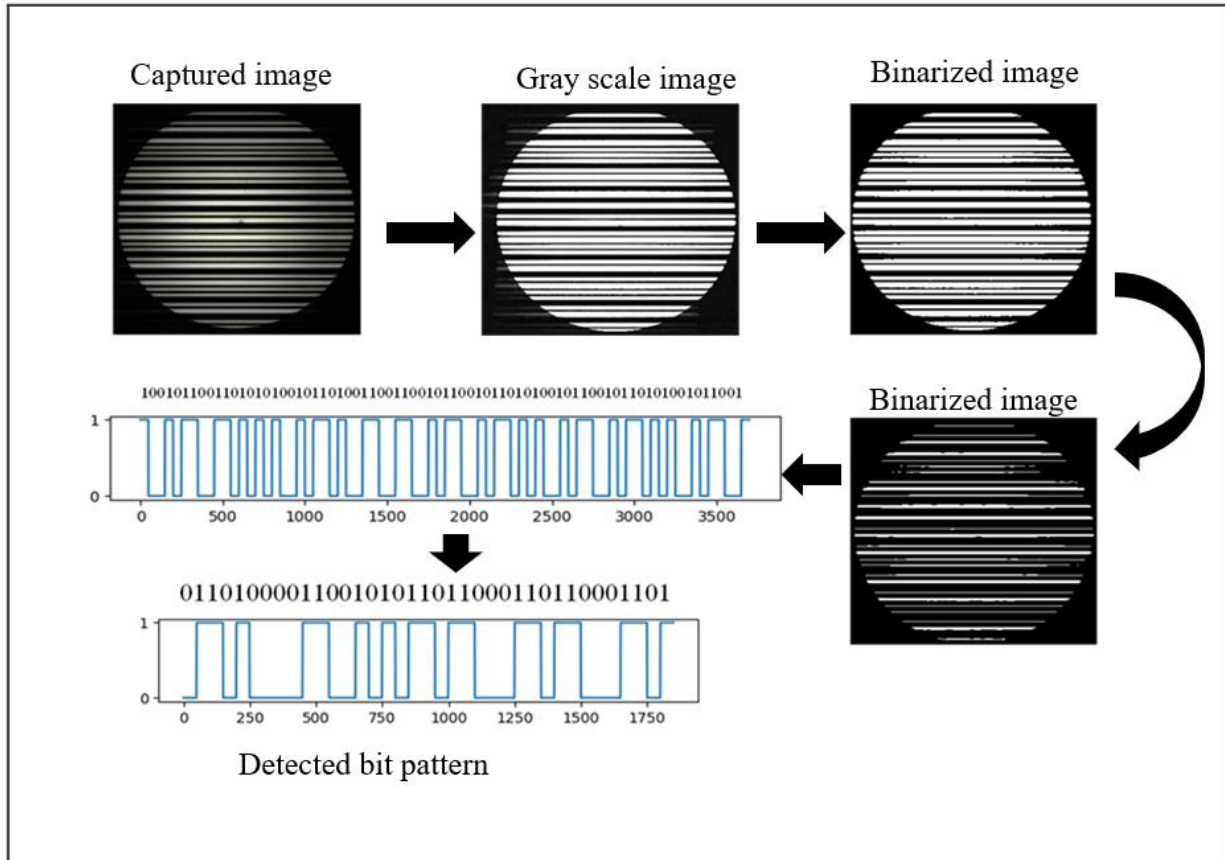 Captured image
Gray scale image
Binarized image
10010110011010101001011010011001100101100101101010010110010110101001011001
1
0
0 500 1000 1500 2000 2500 3000 3500
Binarized image
0110100001100101011011000110110001101
1
0
0 250 500 750 1000 1250 1500 1750
Detected bit pattern